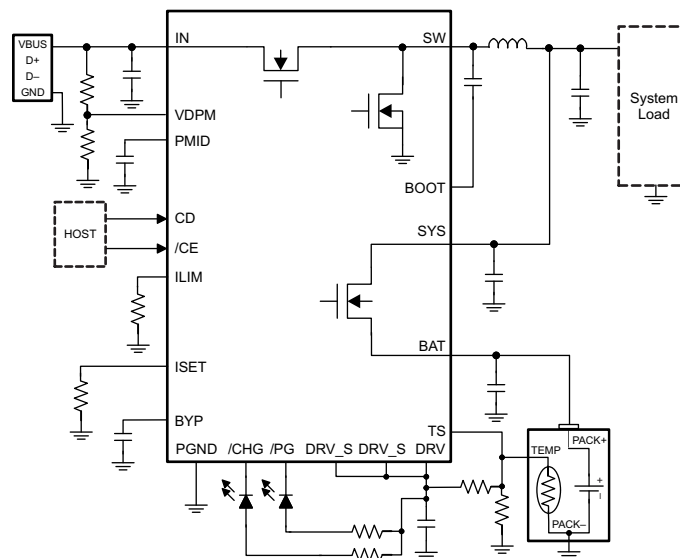 VBUS
D+
D–
GND
IN
SW
VDPM
PMID
BOOT
System
Load
HOST
CD
/CE
SYS
ILIM
BAT
ISET
BYP
TS
PGND
/CHG
/PG
DRV_S
DRV_S
DRV
TEMP
PACK+
+
–
PACK–